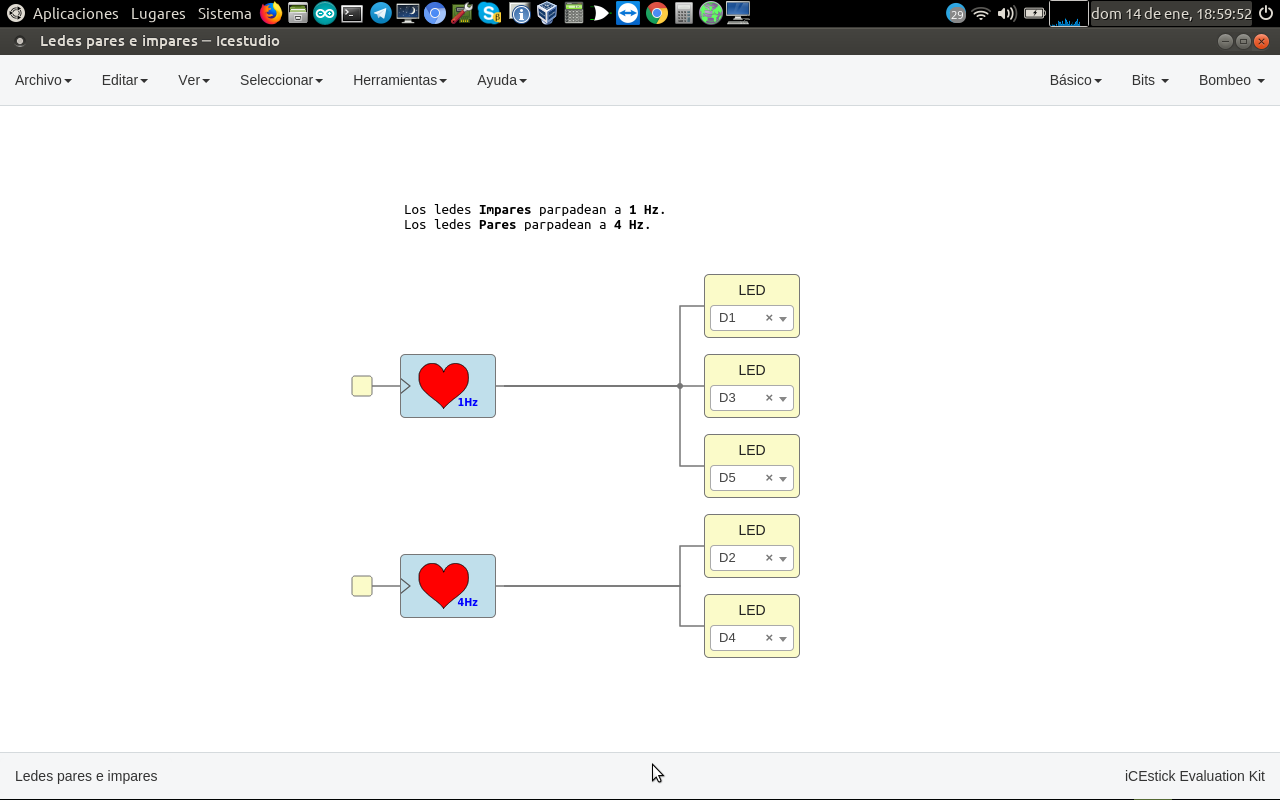 Aplicaciones Lugares Sistema 29 dom 14 de ene, 18:59:52
Ledes pares e impares – Icestudio
Archivo Editar Ver Seleccionar Herramientas Ayuda Básico Bits Bombeo
Los ledes Impares parpadean a 1 Hz.
Los ledes Pares parpadean a 4 Hz.
LED
D1 ×
1Hz
LED
D3 ×
LED
D5 ×
LED
D2 ×
4Hz
LED
D4 ×
Ledes pares e impares iCEstick Evaluation Kit